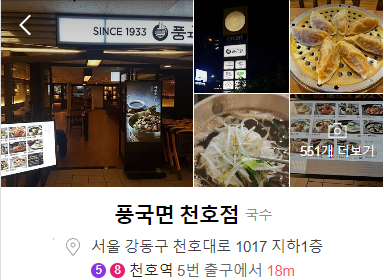 SINCE 1933 풍국
551개 더보기
풍국면 천호점 국수
서울 강동구 천호대로 1017 지하1층
5 8 천호역 5번 출구에서 18m